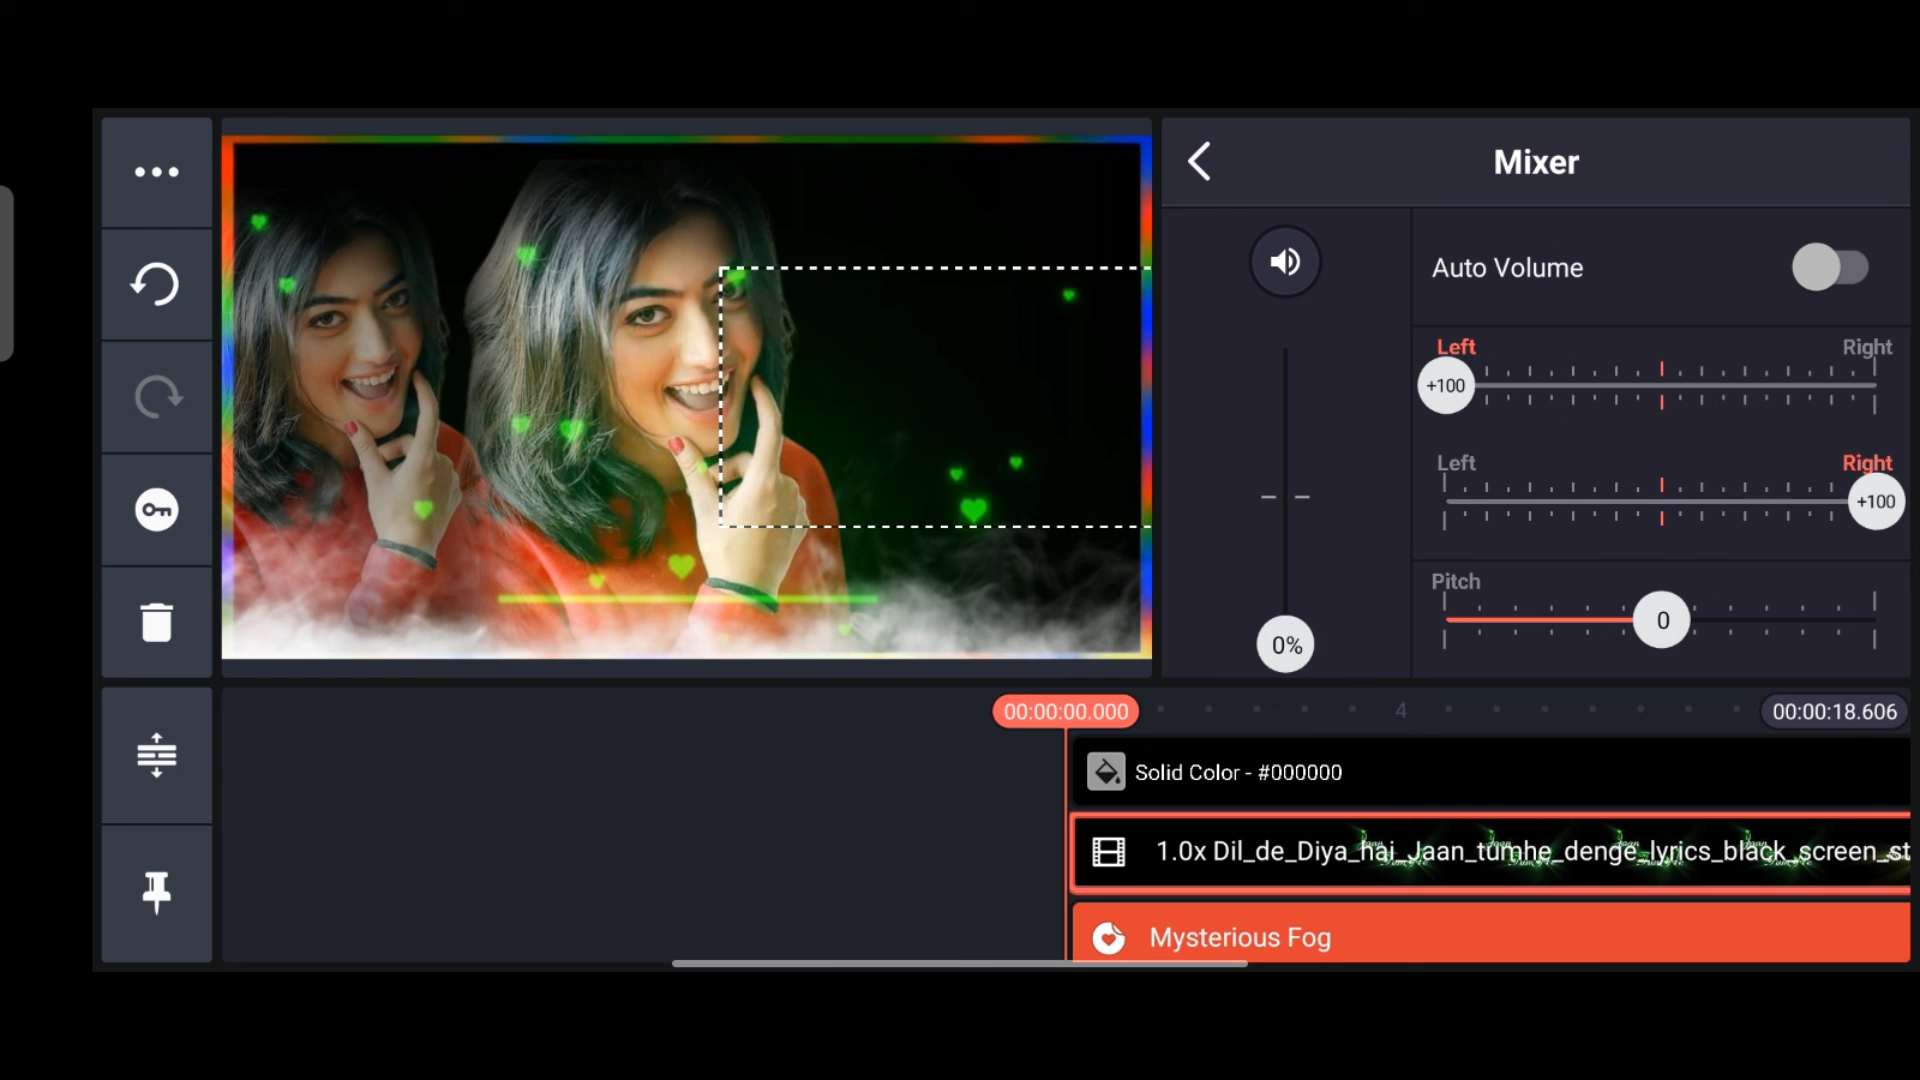 Mixer
Auto Volume
Left
Right
+100
Left
Right
+100
Pitch
0
0%
00:00:00.000
4
00:00:18.606
Solid Color - #000000
1.0x Dil_de_Diya_hai_Jaan_tumhe_denge_lyrics_black_screen_st
Mysterious Fog